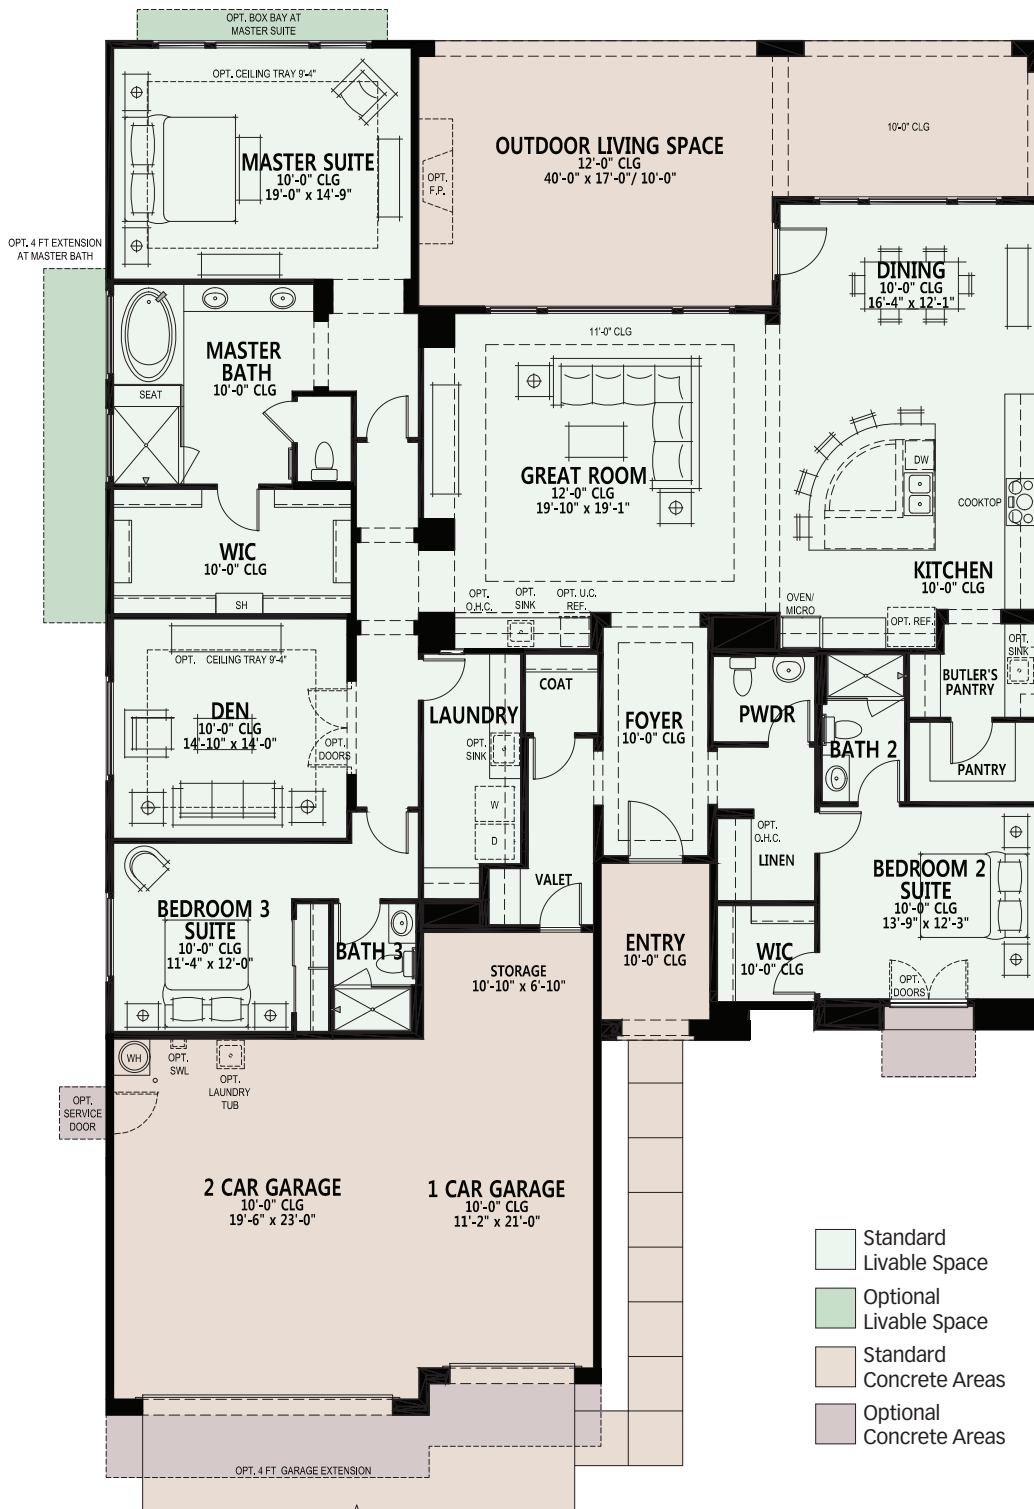 OPT. BOX BAY AT
MASTER SUITE
OPT. CEILING TRAY 9'-4"
MASTER SUITE
10'-0" CLG
19'-0" x 14'-9"
OPT.
F.P.
OUTDOOR LIVING SPACE
12'-0" CLG
40'-0" x 17'-0"/ 10'-0"
10'-0" CLG
OPT. 4 FT EXTENSION
AT MASTER BATH
DINING
10'-0" CLG
16'-4" x 12'-1"
11'-0" CLG
MASTER
BATH
10'-0" CLG
SEAT
GREAT ROOM
12'-0" CLG
19'-10" x 19'-1"
DW
COOKTOP
KITCHEN
10'-0" CLG
WIC
10'-0" CLG
SH
OPT.
O.H.C.
OPT.
SINK
OPT. U.C.
REF.
OVEN/
MICRO
OPT. REF.
OPT.
SINK
OPT. CEILING TRAY 9'-4"
DEN
10'-0" CLG
14'-10" x 14'-0"
OPT.
DOORS
LAUNDRY
OPT.
SINK
W
D
COAT
FOYER
10'-0" CLG
PWDR
BATH 2
BUTLER'S
PANTRY
PANTRY
OPT.
O.H.C.
LINEN
VALET
BEDROOM 2
SUITE
10'-0" CLG
13'-9" x 12'-3"
OPT.
DOORS
BEDROOM 3
SUITE
10'-0" CLG
11'-4" x 12'-0"
BATH 3
STORAGE
10'-10" x 6'-10"
ENTRY
10'-0" CLG
WIC
10'-0" CLG
WH
OPT.
SWL
OPT.
LAUNDRY
TUB
OPT.
SERVICE
DOOR
2 CAR GARAGE
10'-0" CLG
19'-6" x 23'-0"
1 CAR GARAGE
10'-0" CLG
11'-2" x 21'-0"
OPT. 4 FT GARAGE EXTENSION
Standard
Livable Space
Optional
Livable Space
Standard
Concrete Areas
Optional
Concrete Areas